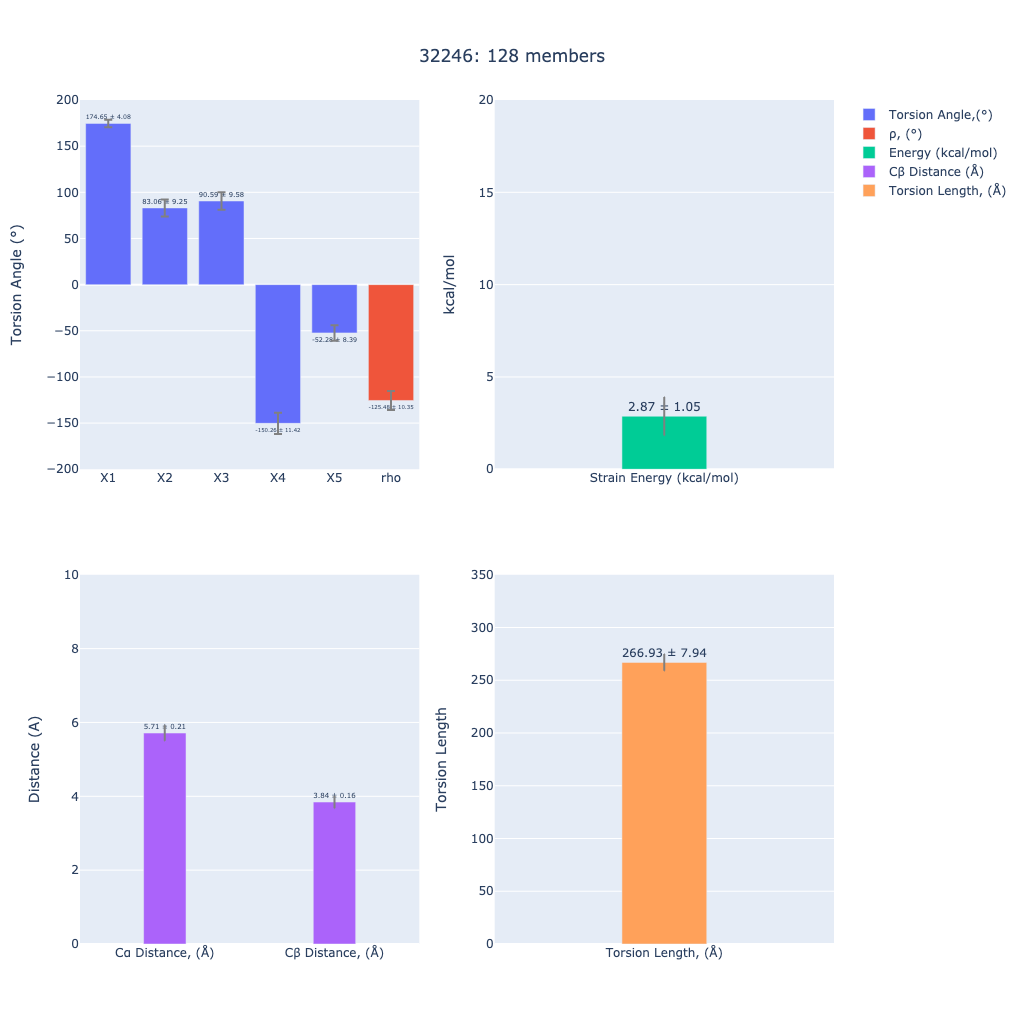 32246: 128 members
200
150
100
50
0
−50
−100
−150
−200
Torsion Angle (°)
174.65 ± 4.08
83.06 ± 9.25
90.59 ± 9.58
-150.26 ± 11.42
-52.28 ± 8.39
-125.48 ± 10.35
X1 X2 X3 X4 X5 rho
20
15
10
5
0
kcal/mol
2.87 ± 1.05
Strain Energy (kcal/mol)
Torsion Angle,(°)
ρ, (°)
Energy (kcal/mol)
Cβ Distance (Å)
Torsion Length, (Å)
10
8
6
4
2
0
Distance (A)
5.71 ± 0.21
3.84 ± 0.16
Cα Distance, (Å) Cβ Distance, (Å)
350
300
250
200
150
100
50
0
Torsion Length
266.93 ± 7.94
Torsion Length, (Å)